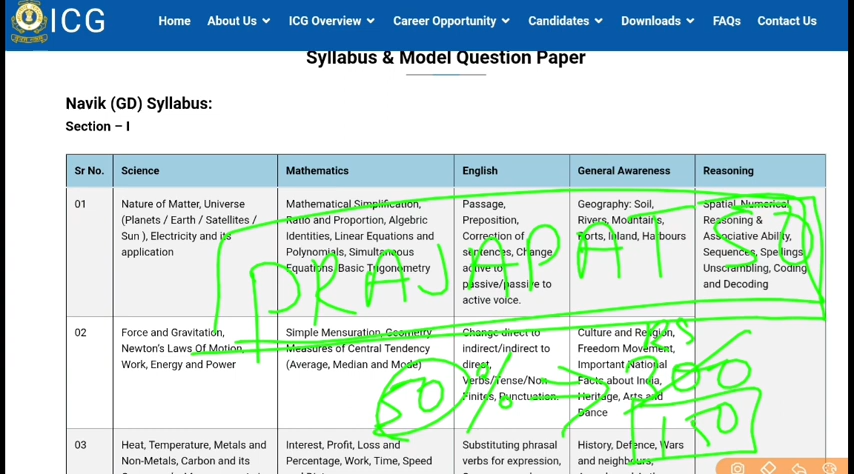 ICG Home About Us ICG Overview Career Opportunity Candidates Downloads FAQs Contact Us
Syllabus & Model Question Paper
Navik (GD) Syllabus:
Section – I
Sr No. Science Mathematics English General Awareness Reasoning
01 Nature of Matter, Universe Mathematical Simplification, Passage, Geography: Soil, Spatial, Numerical
(Planets / Earth / Satellites / Ratio and Proportion, Algebric Preposition, Rivers, Mountains, Reasoning &
Sun ), Electricity and its Identities, Linear Equations and Correction of Ports, Inland, Harbours Associative Ability,
application Polynomials, Simultaneous sentences, Change Sequences, Spellings
Equations, Basic Trigonometry active to Unscrambling, Coding
passive/passive to and Decoding
active voice.
PRAJAPAT
02 Force and Gravitation, Simple Mensuration, Geometry Change direct to Culture and Religion,
Newton's Laws Of Motion, Measures of Central Tendency indirect/indirect to Freedom Movement,
Work, Energy and Power (Average, Median and Mode) direct, Important National
Verbs/Tense/Non Facts about India,
Finites, Punctuation. Heritage, Arts and
Dance
50% 300
150
03 Heat, Temperature, Metals and Interest, Profit, Loss and Substituting phrasal History, Defence, Wars
Non-Metals, Carbon and its Percentage, Work, Time, Speed verbs for expression, and neighbours,